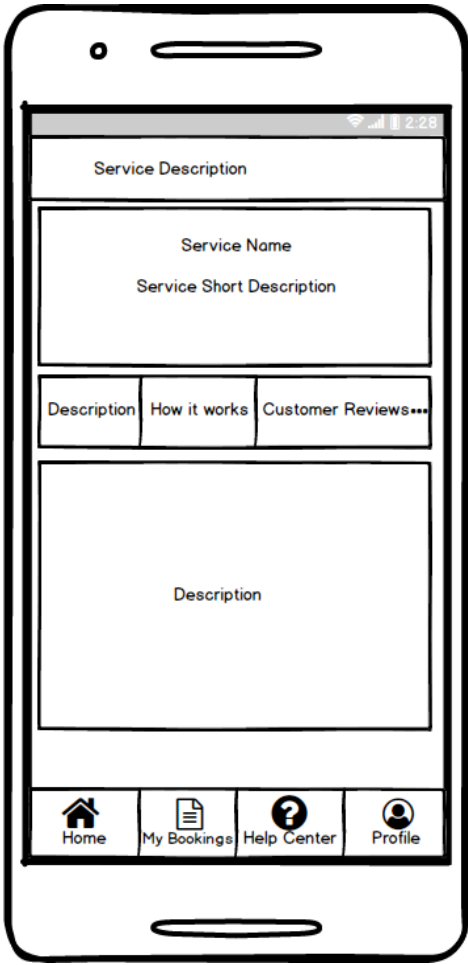 2:28
Service Description
Service Name
Service Short Description
Description How it works Customer Reviews...
Description
Home My Bookings Help Center Profile